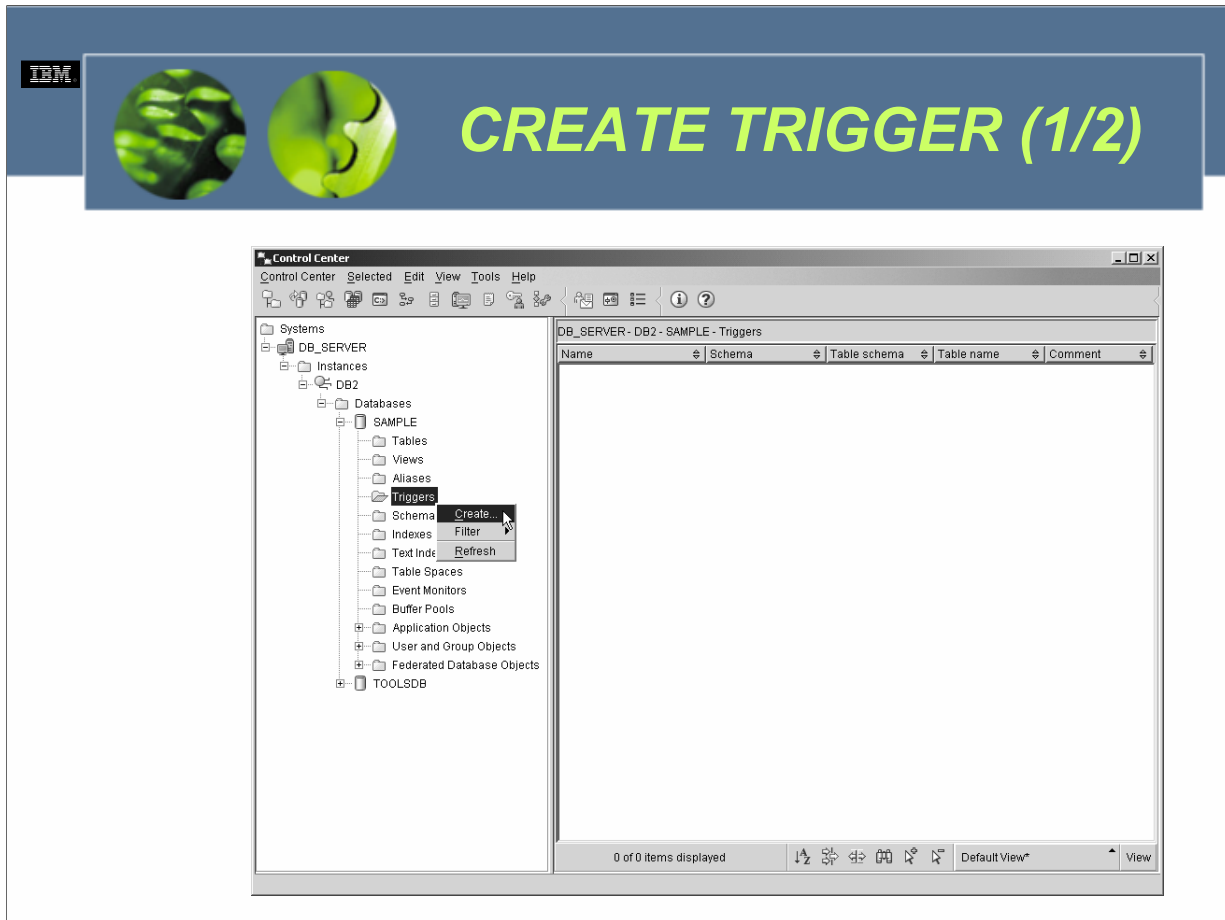 IBM.
CREATE TRIGGER (1/2)
Control Center
Control Center Selected Edit View Tools Help
Systems
DB_SERVER
Instances
DB2
Databases
SAMPLE
Tables
Views
Aliases
Triggers
Schema
Indexes
Text Inde
Table Spaces
Event Monitors
Buffer Pools
Application Objects
User and Group Objects
Federated Database Objects
TOOLSDB
Create...
Filter
Refresh
DB_SERVER - DB2 - SAMPLE - Triggers
Name Schema Table schema Table name Comment
0 of 0 items displayed
Default View*
View